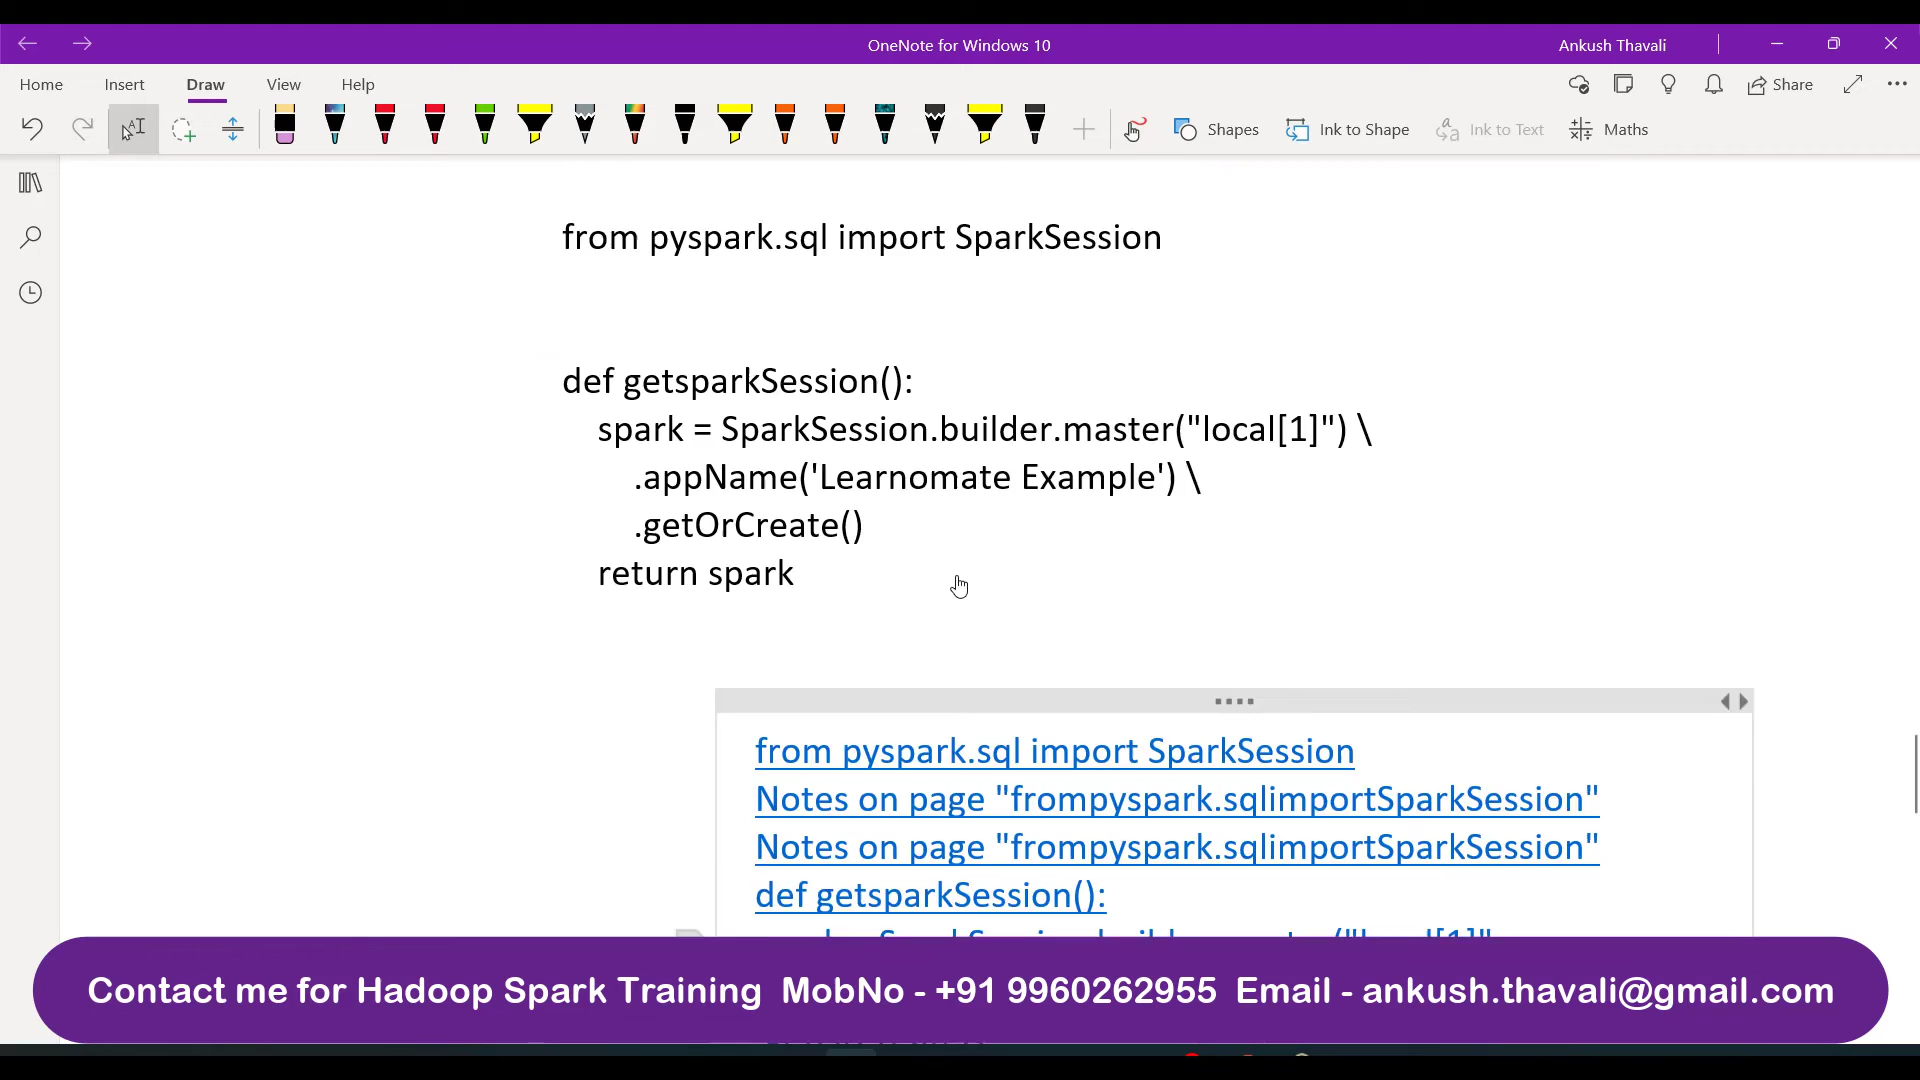 OneNote for Windows 10
Ankush Thavali
Home Insert Draw View Help
Share
Shapes Ink to Shape Ink to Text Maths
from pyspark.sql import SparkSession
def getsparkSession():
spark = SparkSession.builder.master("local[1]") \
.appName('Learnomate Example') \
.getOrCreate()
return spark
from pyspark.sql import SparkSession
Notes on page "frompyspark.sqlimportSparkSession"
Notes on page "frompyspark.sqlimportSparkSession"
def getsparkSession():
Contact me for Hadoop Spark Training MobNo - +91 9960262955 Email - ankush.thavali@gmail.com